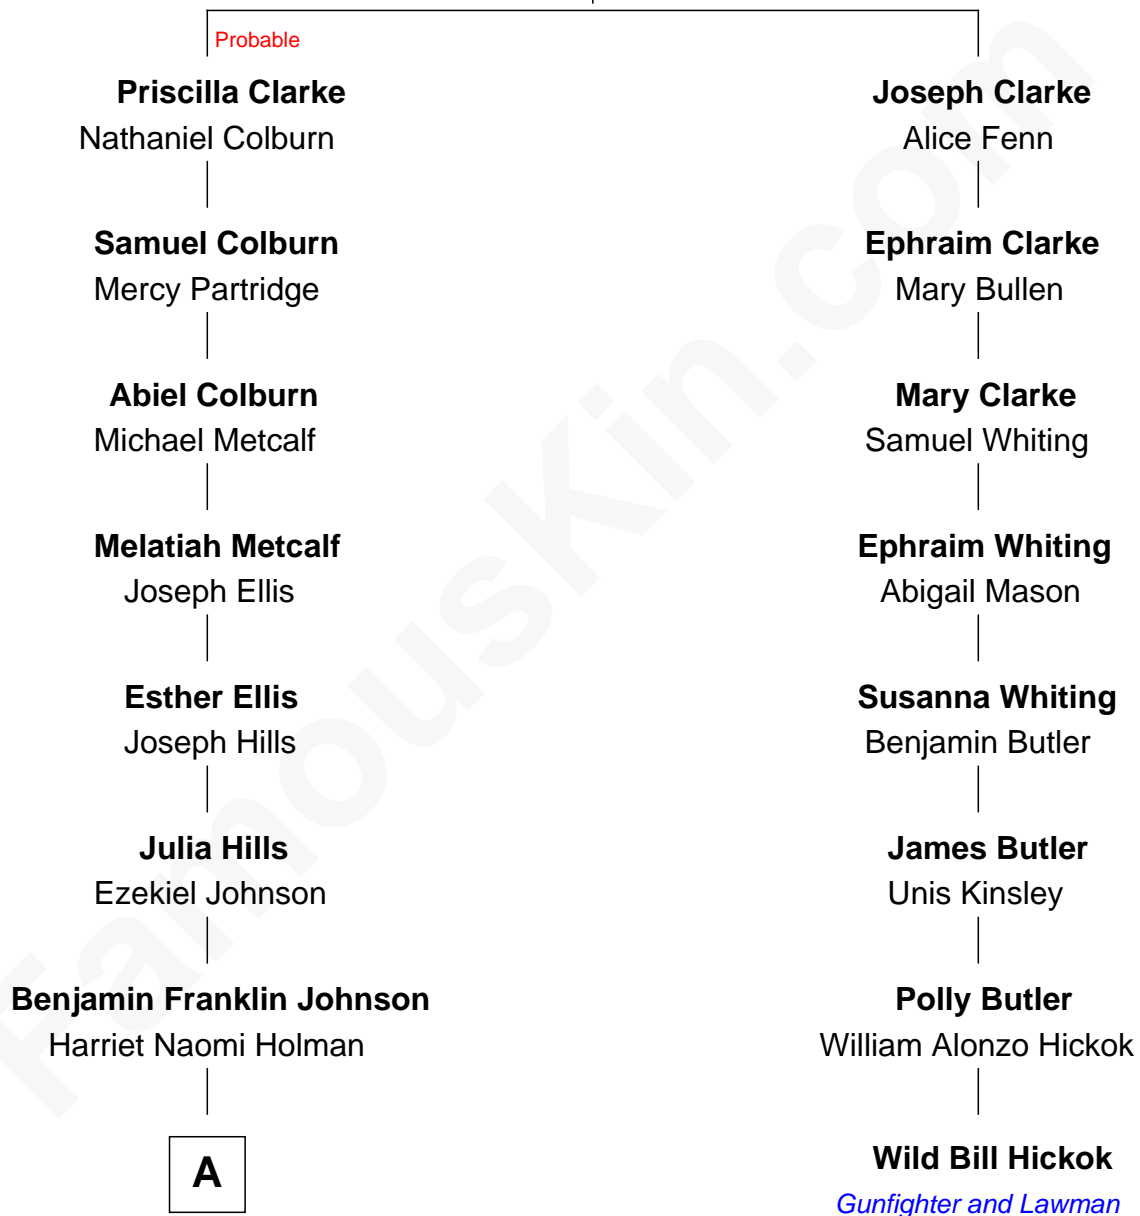 Probable
Priscilla Clarke
Nathaniel Colburn
Joseph Clarke
Alice Fenn
Samuel Colburn
Mercy Partridge
Ephraim Clarke
Mary Bullen
Abiel Colburn
Michael Metcalf
Mary Clarke
Samuel Whiting
Melatiah Metcalf
Joseph Ellis
Ephraim Whiting
Abigail Mason
Esther Ellis
Joseph Hills
Susanna Whiting
Benjamin Butler
Julia Hills
Ezekiel Johnson
James Butler
Unis Kinsley
Benjamin Franklin Johnson
Harriet Naomi Holman
Polly Butler
William Alonzo Hickok
A
Wild Bill Hickok
Gunfighter and Lawman
FamousKin.com